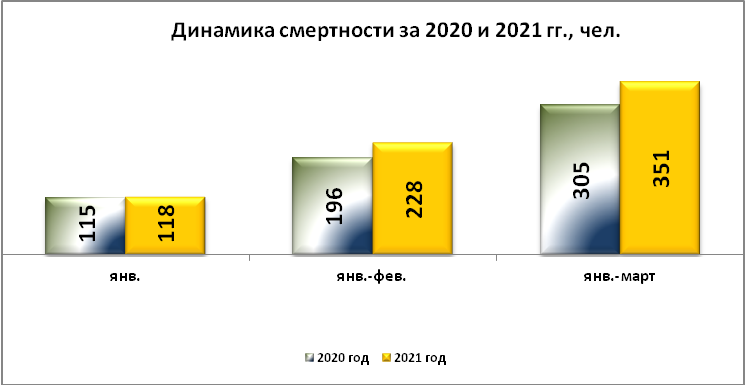 Динамика смертности за 2020 и 2021 гг., чел.
115
118
196
228
305
351
янв.
янв.-фев.
янв.-март
2020 год
2021 год